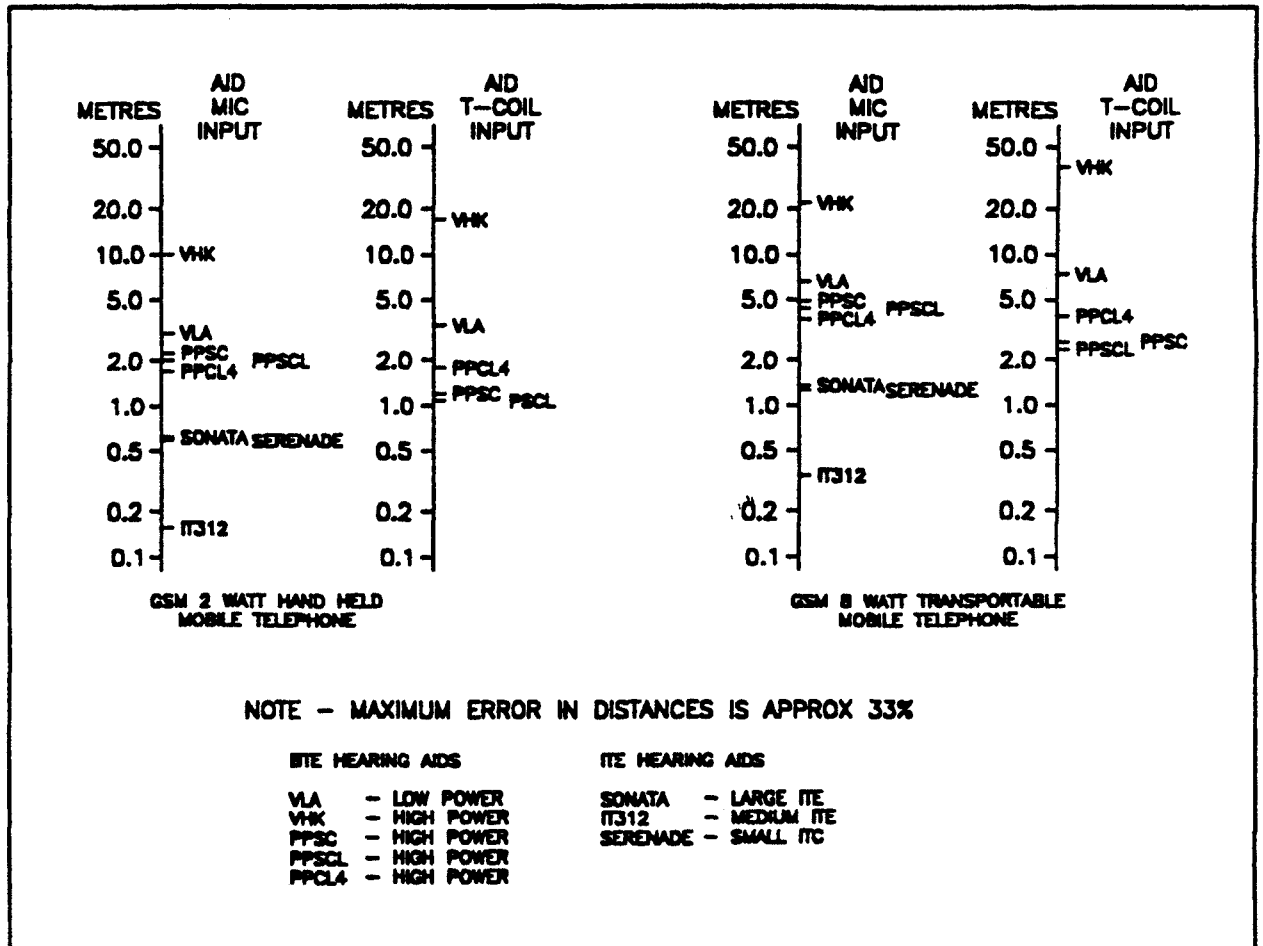 METRES
AID
MIC
INPUT
50.0
20.0
10.0
5.0
2.0
1.0
0.5
0.2
0.1
VHK
VLA
PPSC
PPSCL
PPCL4
SONATA SERENADE
IT312
METRES
AID
T-COIL
INPUT
50.0
20.0
10.0
5.0
2.0
1.0
0.5
0.2
0.1
VHK
VLA
PPCL4
PPSC
PSCL
GSM 2 WATT HAND HELD
MOBILE TELEPHONE
METRES
AID
MIC
INPUT
50.0
20.0
10.0
5.0
2.0
1.0
0.5
0.2
0.1
VHK
VLA
PPSC
PPSCL
PPCL4
SONATA SERENADE
IT312
METRES
AID
T-COIL
INPUT
50.0
20.0
10.0
5.0
2.0
1.0
0.5
0.2
0.1
VHK
VLA
PPCL4
PPSC
PPSCL
GSM 8 WATT TRANSPORTABLE
MOBILE TELEPHONE
NOTE - MAXIMUM ERROR IN DISTANCES IS APPROX 33%
BTE HEARING AIDS
VLA - LOW POWER
VHK - HIGH POWER
PPSC - HIGH POWER
PPSCL - HIGH POWER
PPCL4 - HIGH POWER
ITE HEARING AIDS
SONATA - LARGE ITE
IT312 - MEDIUM ITE
SERENADE - SMALL ITC